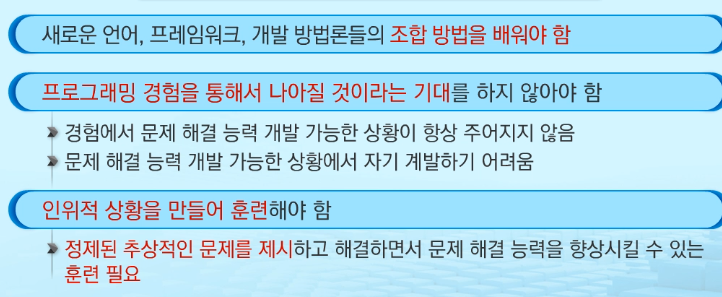 새로운 언어, 프레임워크, 개발 방법론들의 조합 방법을 배워야 함
프로그래밍 경험을 통해서 나아질 것이라는 기대를 하지 않아야 함
경험에서 문제 해결 능력 개발 가능한 상황이 항상 주어지지 않음
문제 해결 능력 개발 가능한 상황에서 자기 계발하기 어려움
인위적 상황을 만들어 훈련해야 함
정제된 추상적인 문제를 제시하고 해결하면서 문제 해결 능력을 향상시킬 수 있는
훈련 필요